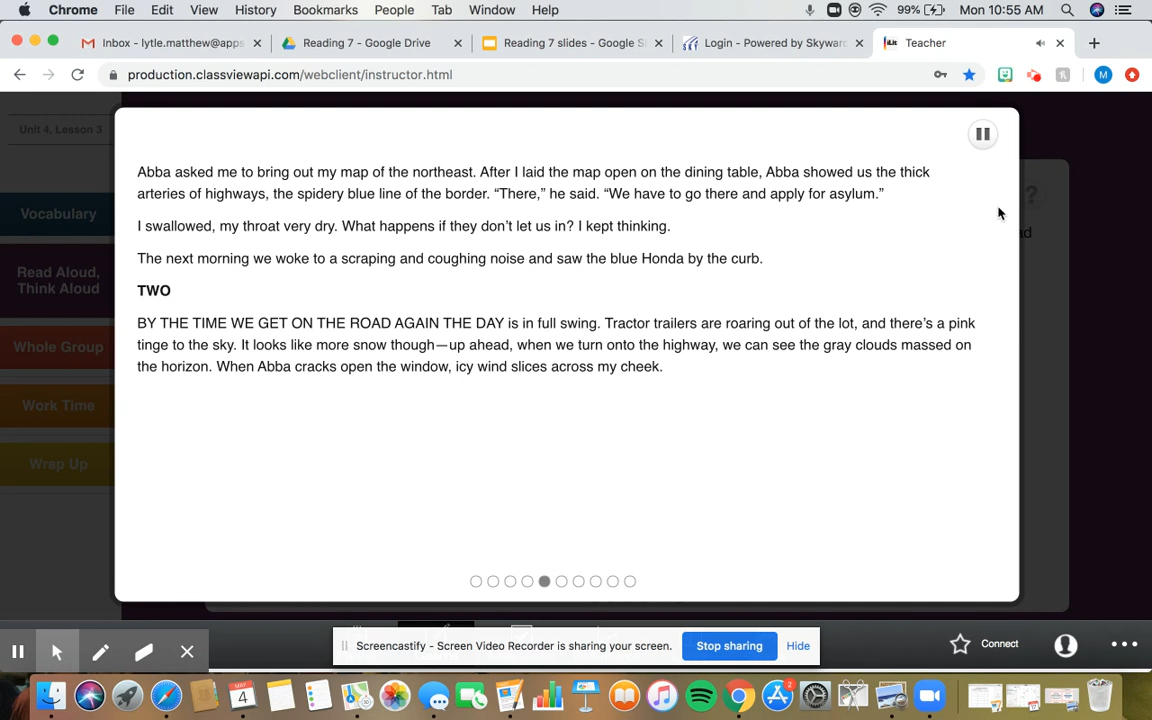 Chrome File Edit View History Bookmarks People Tab Window Help 99% Mon 10:55 AM
Inbox - lytle.matthew@apps Reading 7 - Google Drive Reading 7 slides - Google Sl Login - Powered by Skyward Teacher
production.classviewapi.com/webclient/instructor.html M
Unit 4, Lesson 3
Vocabulary
Read Aloud,
Think Aloud
Whole Group
Work Time
Wrap Up
Abba asked me to bring out my map of the northeast. After I laid the map open on the dining table, Abba showed us the thick
arteries of highways, the spidery blue line of the border. “There,” he said. “We have to go there and apply for asylum.”
I swallowed, my throat very dry. What happens if they don’t let us in? I kept thinking.
The next morning we woke to a scraping and coughing noise and saw the blue Honda by the curb.
TWO
BY THE TIME WE GET ON THE ROAD AGAIN THE DAY is in full swing. Tractor trailers are roaring out of the lot, and there’s a pink
tinge to the sky. It looks like more snow though—up ahead, when we turn onto the highway, we can see the gray clouds massed on
the horizon. When Abba cracks open the window, icy wind slices across my cheek.
?
Screencastify - Screen Video Recorder is sharing your screen. Stop sharing Hide
Connect
MAY 4
2